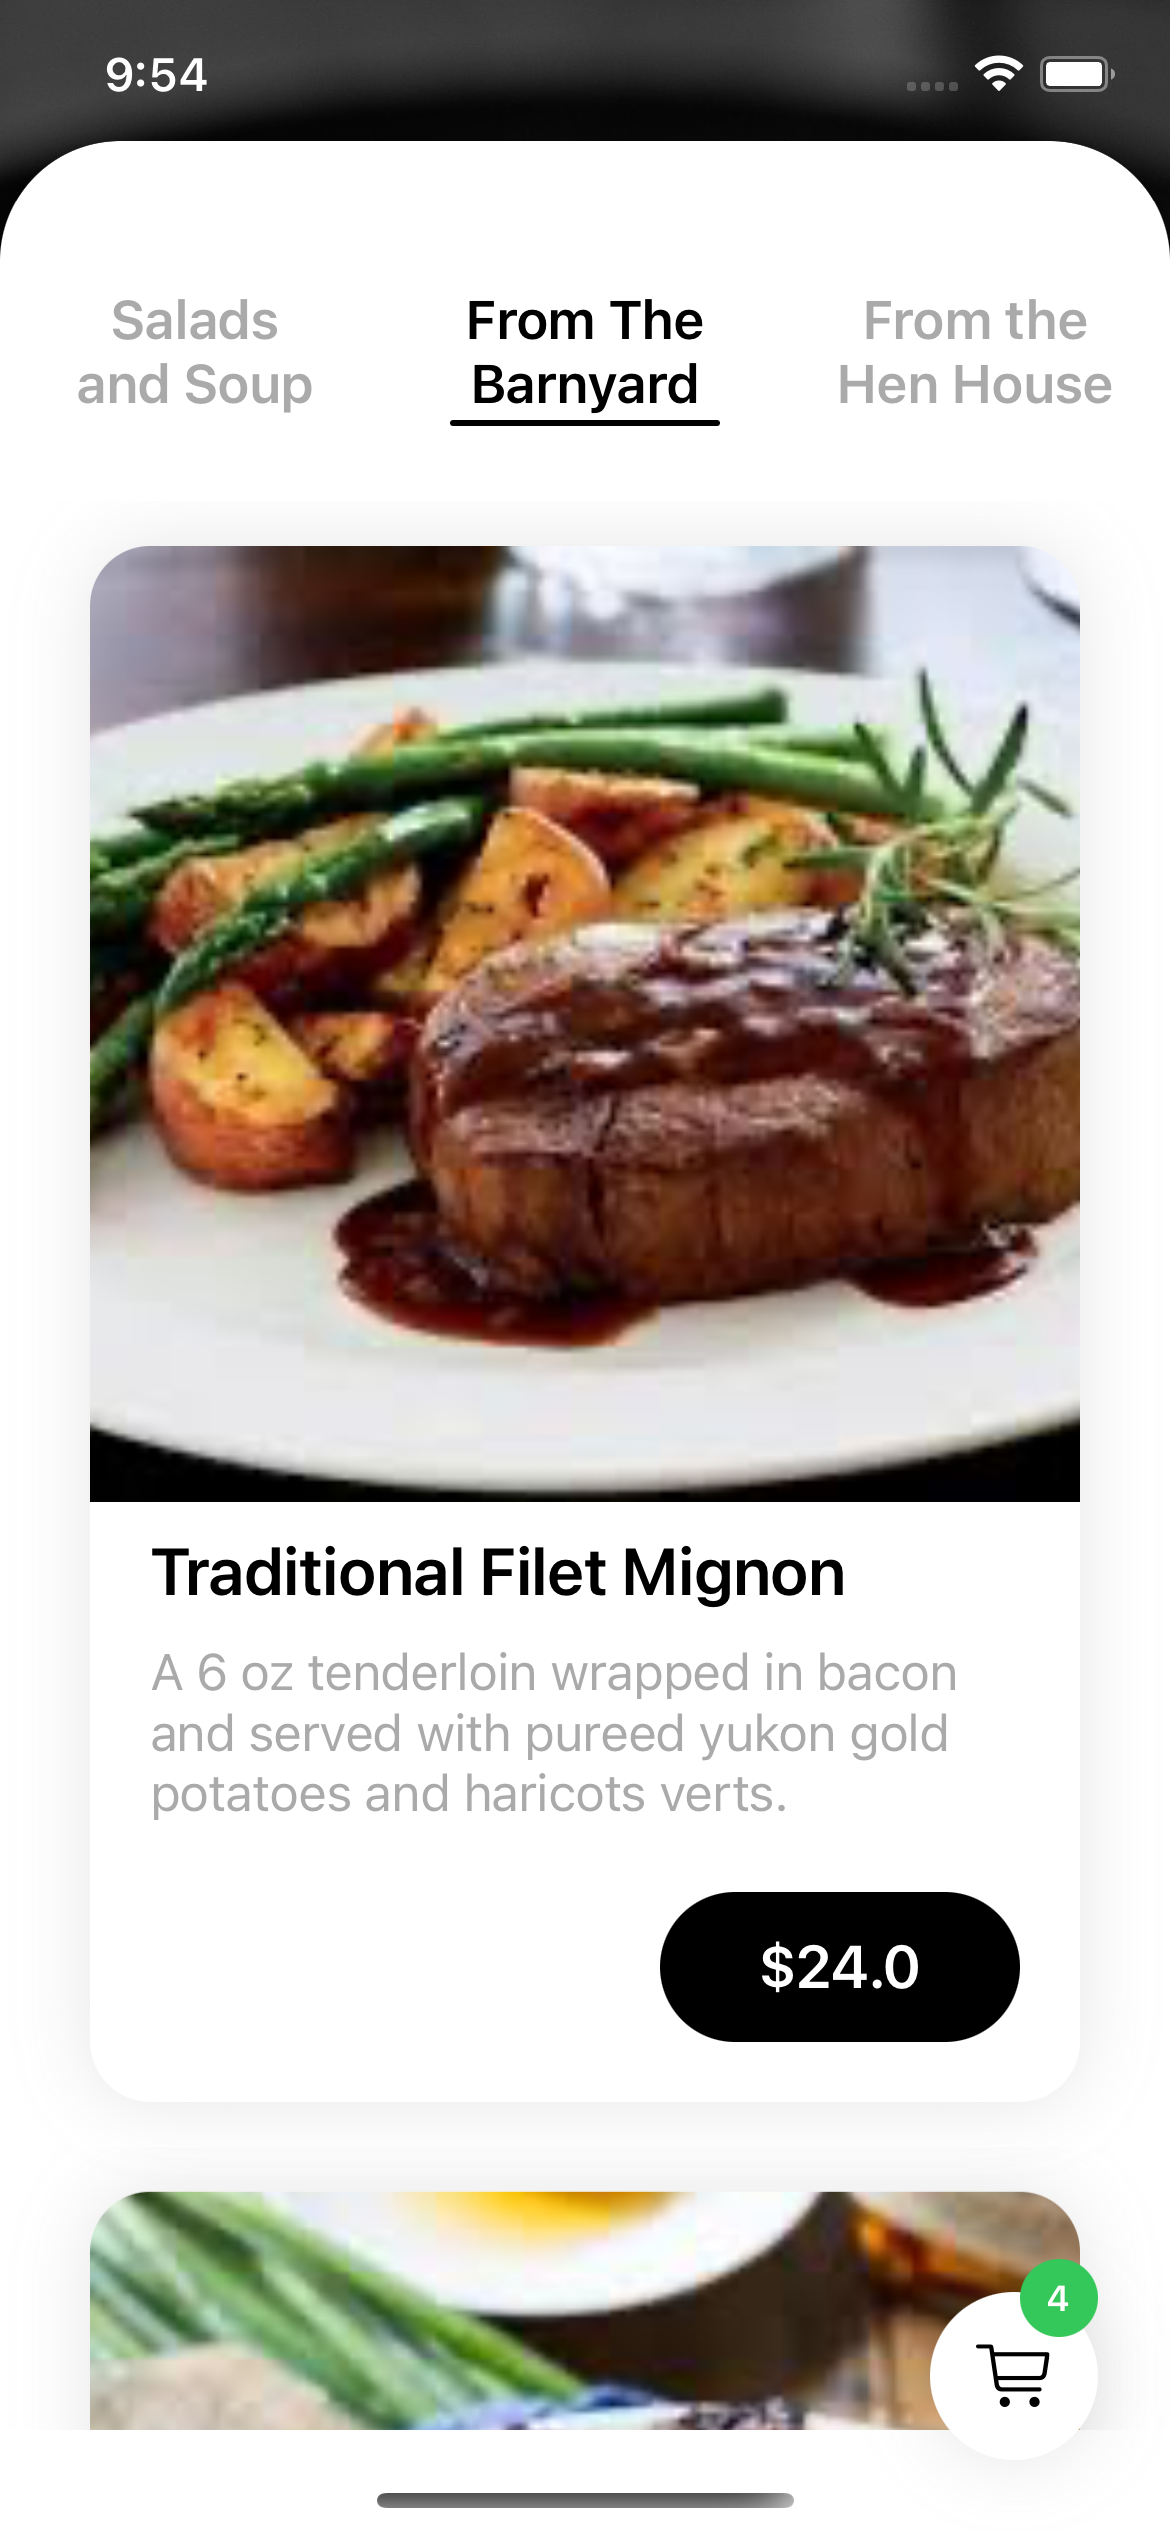 9:54
Salads
and Soup
From The
Barnyard
From the
Hen House
Traditional Filet Mignon
A 6 oz tenderloin wrapped in bacon
and served with pureed yukon gold
potatoes and haricots verts.
$24.0
4